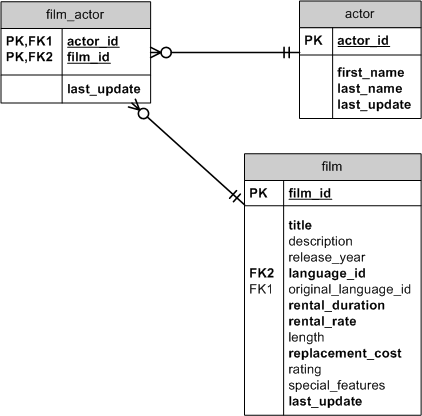 film_actor
PK,FK1 actor_id
PK,FK2 film_id
last_update
actor
PK actor_id
first_name
last_name
last_update
film
PK film_id
title
description
release_year
FK2 language_id
FK1 original_language_id
rental_duration
rental_rate
length
replacement_cost
rating
special_features
last_update